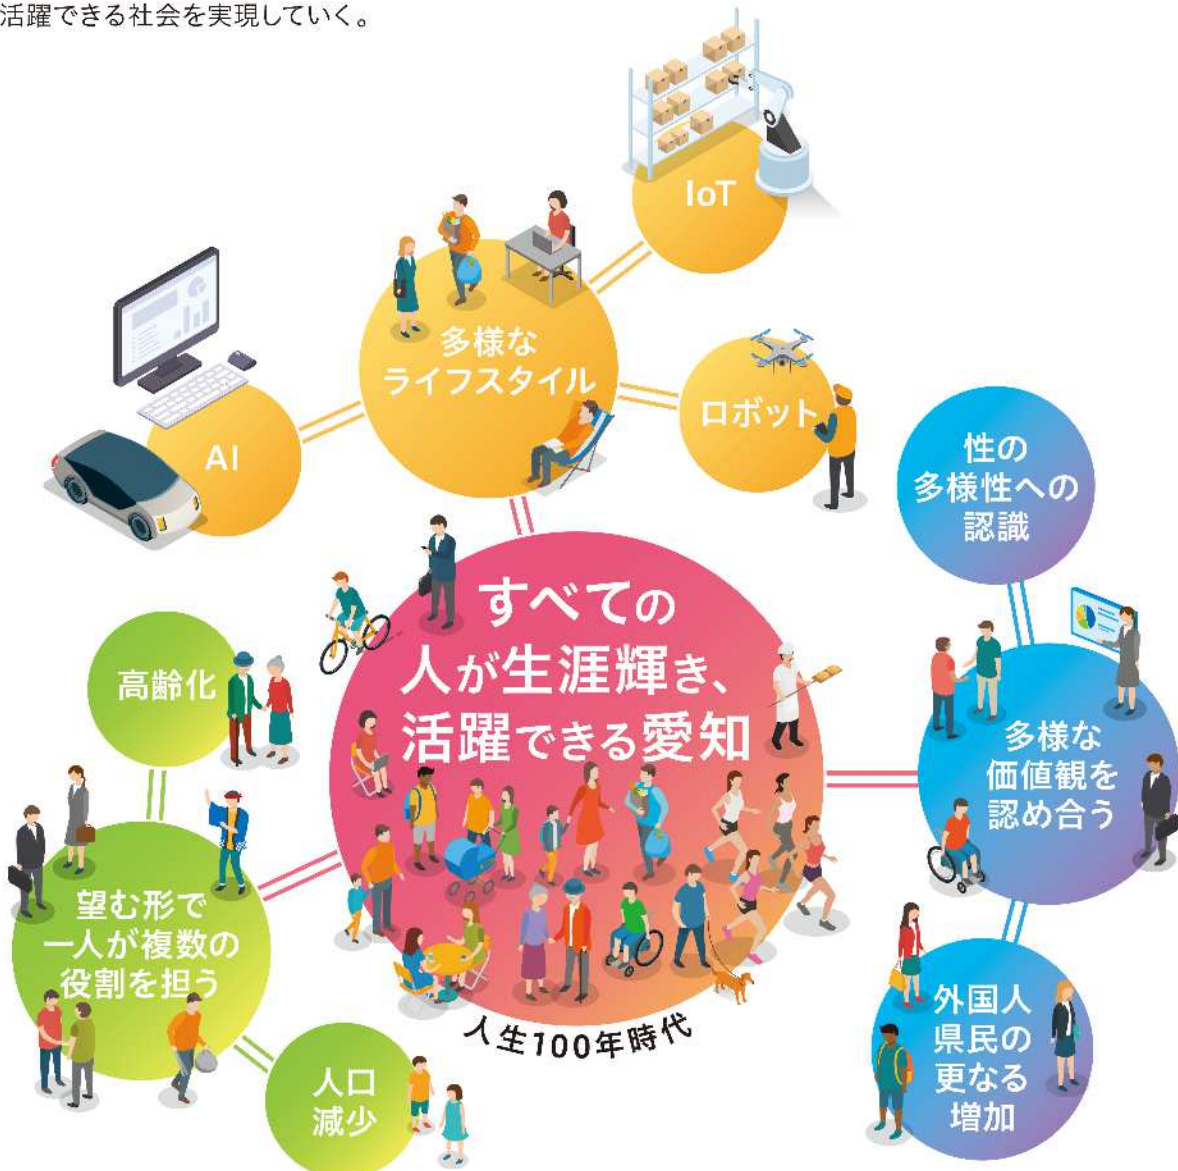 活躍できる社会を実現していく。
IoT
多様な
ライフスタイル
ロボット
AI
性の
多様性への
認識
すべての
人が生涯輝き、
活躍できる愛知
高齢化
多様な
価値観を
認め合う
望む形で
一人が複数の
役割を担う
人生100年時代
外国人
県民の
更なる
増加
人口
減少